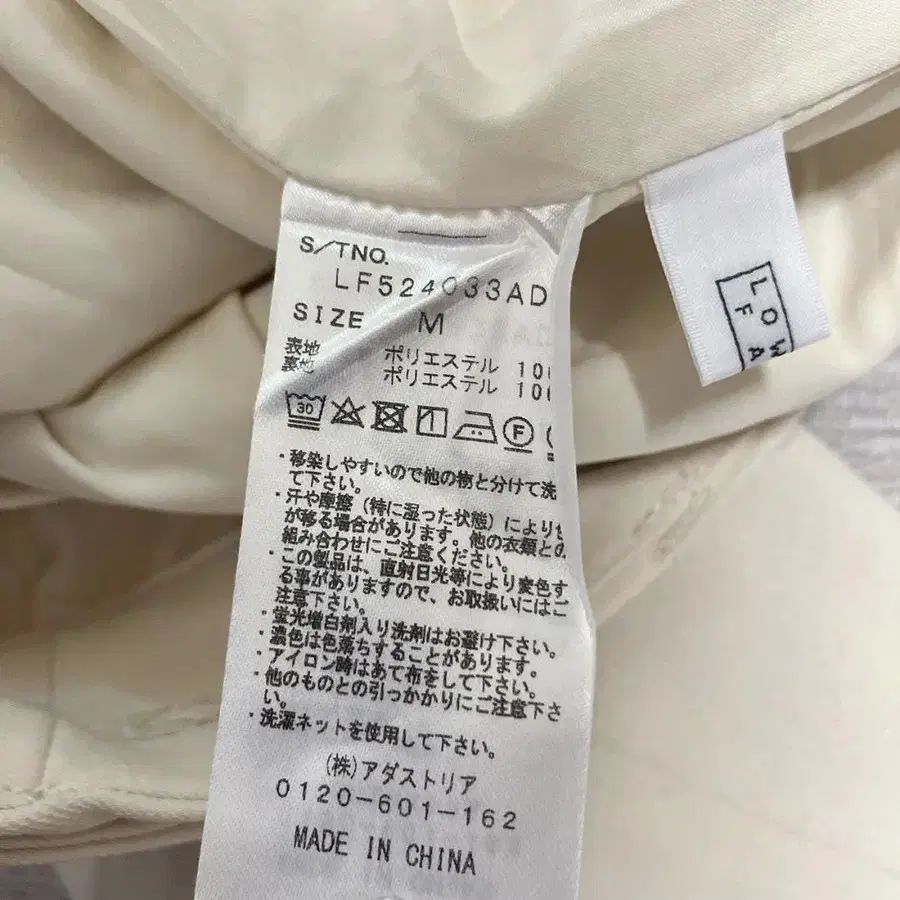 S/TNO.
LF524033AD
SIZE M
表地 ポリエステル 10
裏地 ポリエステル 10
30
F
・移染しやすいので他の物と分けて洗
て下さい。
・汗や摩擦（特に湿った状態）により色
が移る場合があります。他の衣類との
組み合わせにご注意ください。
・この製品は、直射日光等により変色す
る事がありますので、お取扱いにはご
注意下さい。
・蛍光増白剤入り洗剤はお避け下さい。
・濃色は色落ちすることがあります。
・アイロン時はあて布をして下さい。
・他のものとの引っかかりにご注意下さ
い。
・洗濯ネットを使用して下さい。
(株)アダストリア
0120-601-162
MADE IN CHINA
LOW
FA